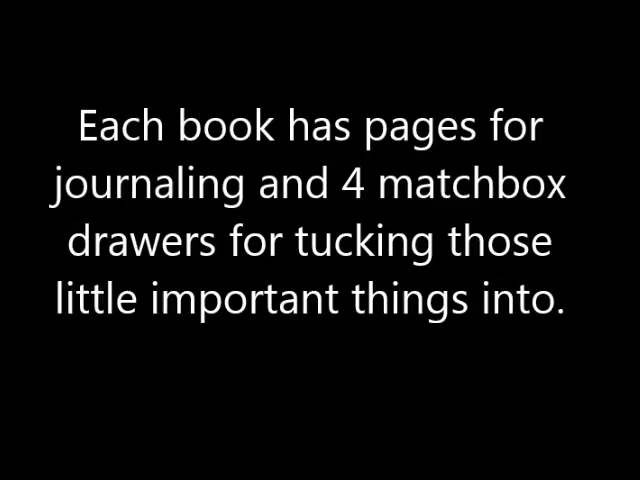 Each book has pages for
journaling and 4 matchbox
drawers for tucking those
little important things into.